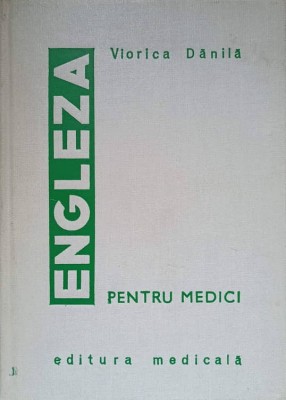 Viorica Dănilă
ENGLEZA
PENTRU MEDICI
editura medicală